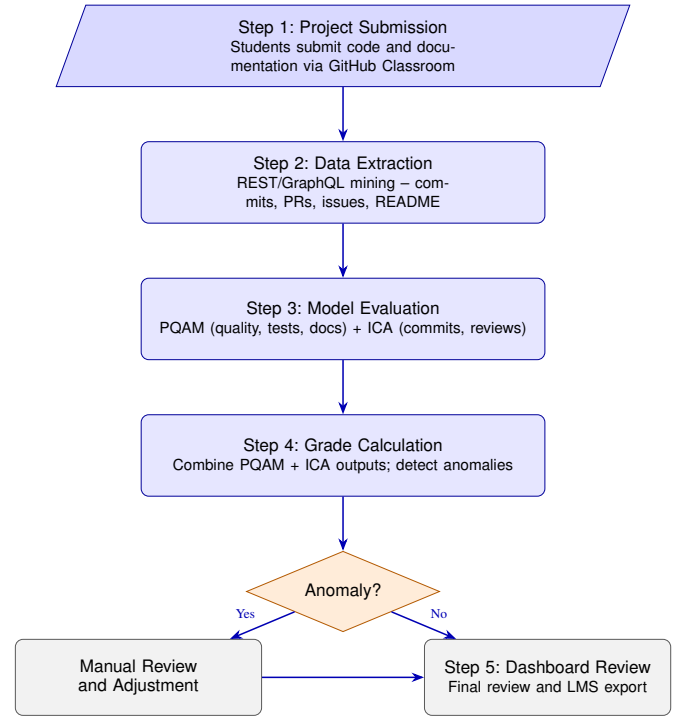 Step 1: Project Submission
Students submit code and docu-
mentation via GitHub Classroom
Step 2: Data Extraction
REST/GraphQL mining – com-
mits, PRs, issues, README
Step 3: Model Evaluation
PQAM (quality, tests, docs) + ICA (commits, reviews)
Step 4: Grade Calculation
Combine PQAM + ICA outputs; detect anomalies
Anomaly?
Yes
No
Manual Review
and Adjustment
Step 5: Dashboard Review
Final review and LMS export